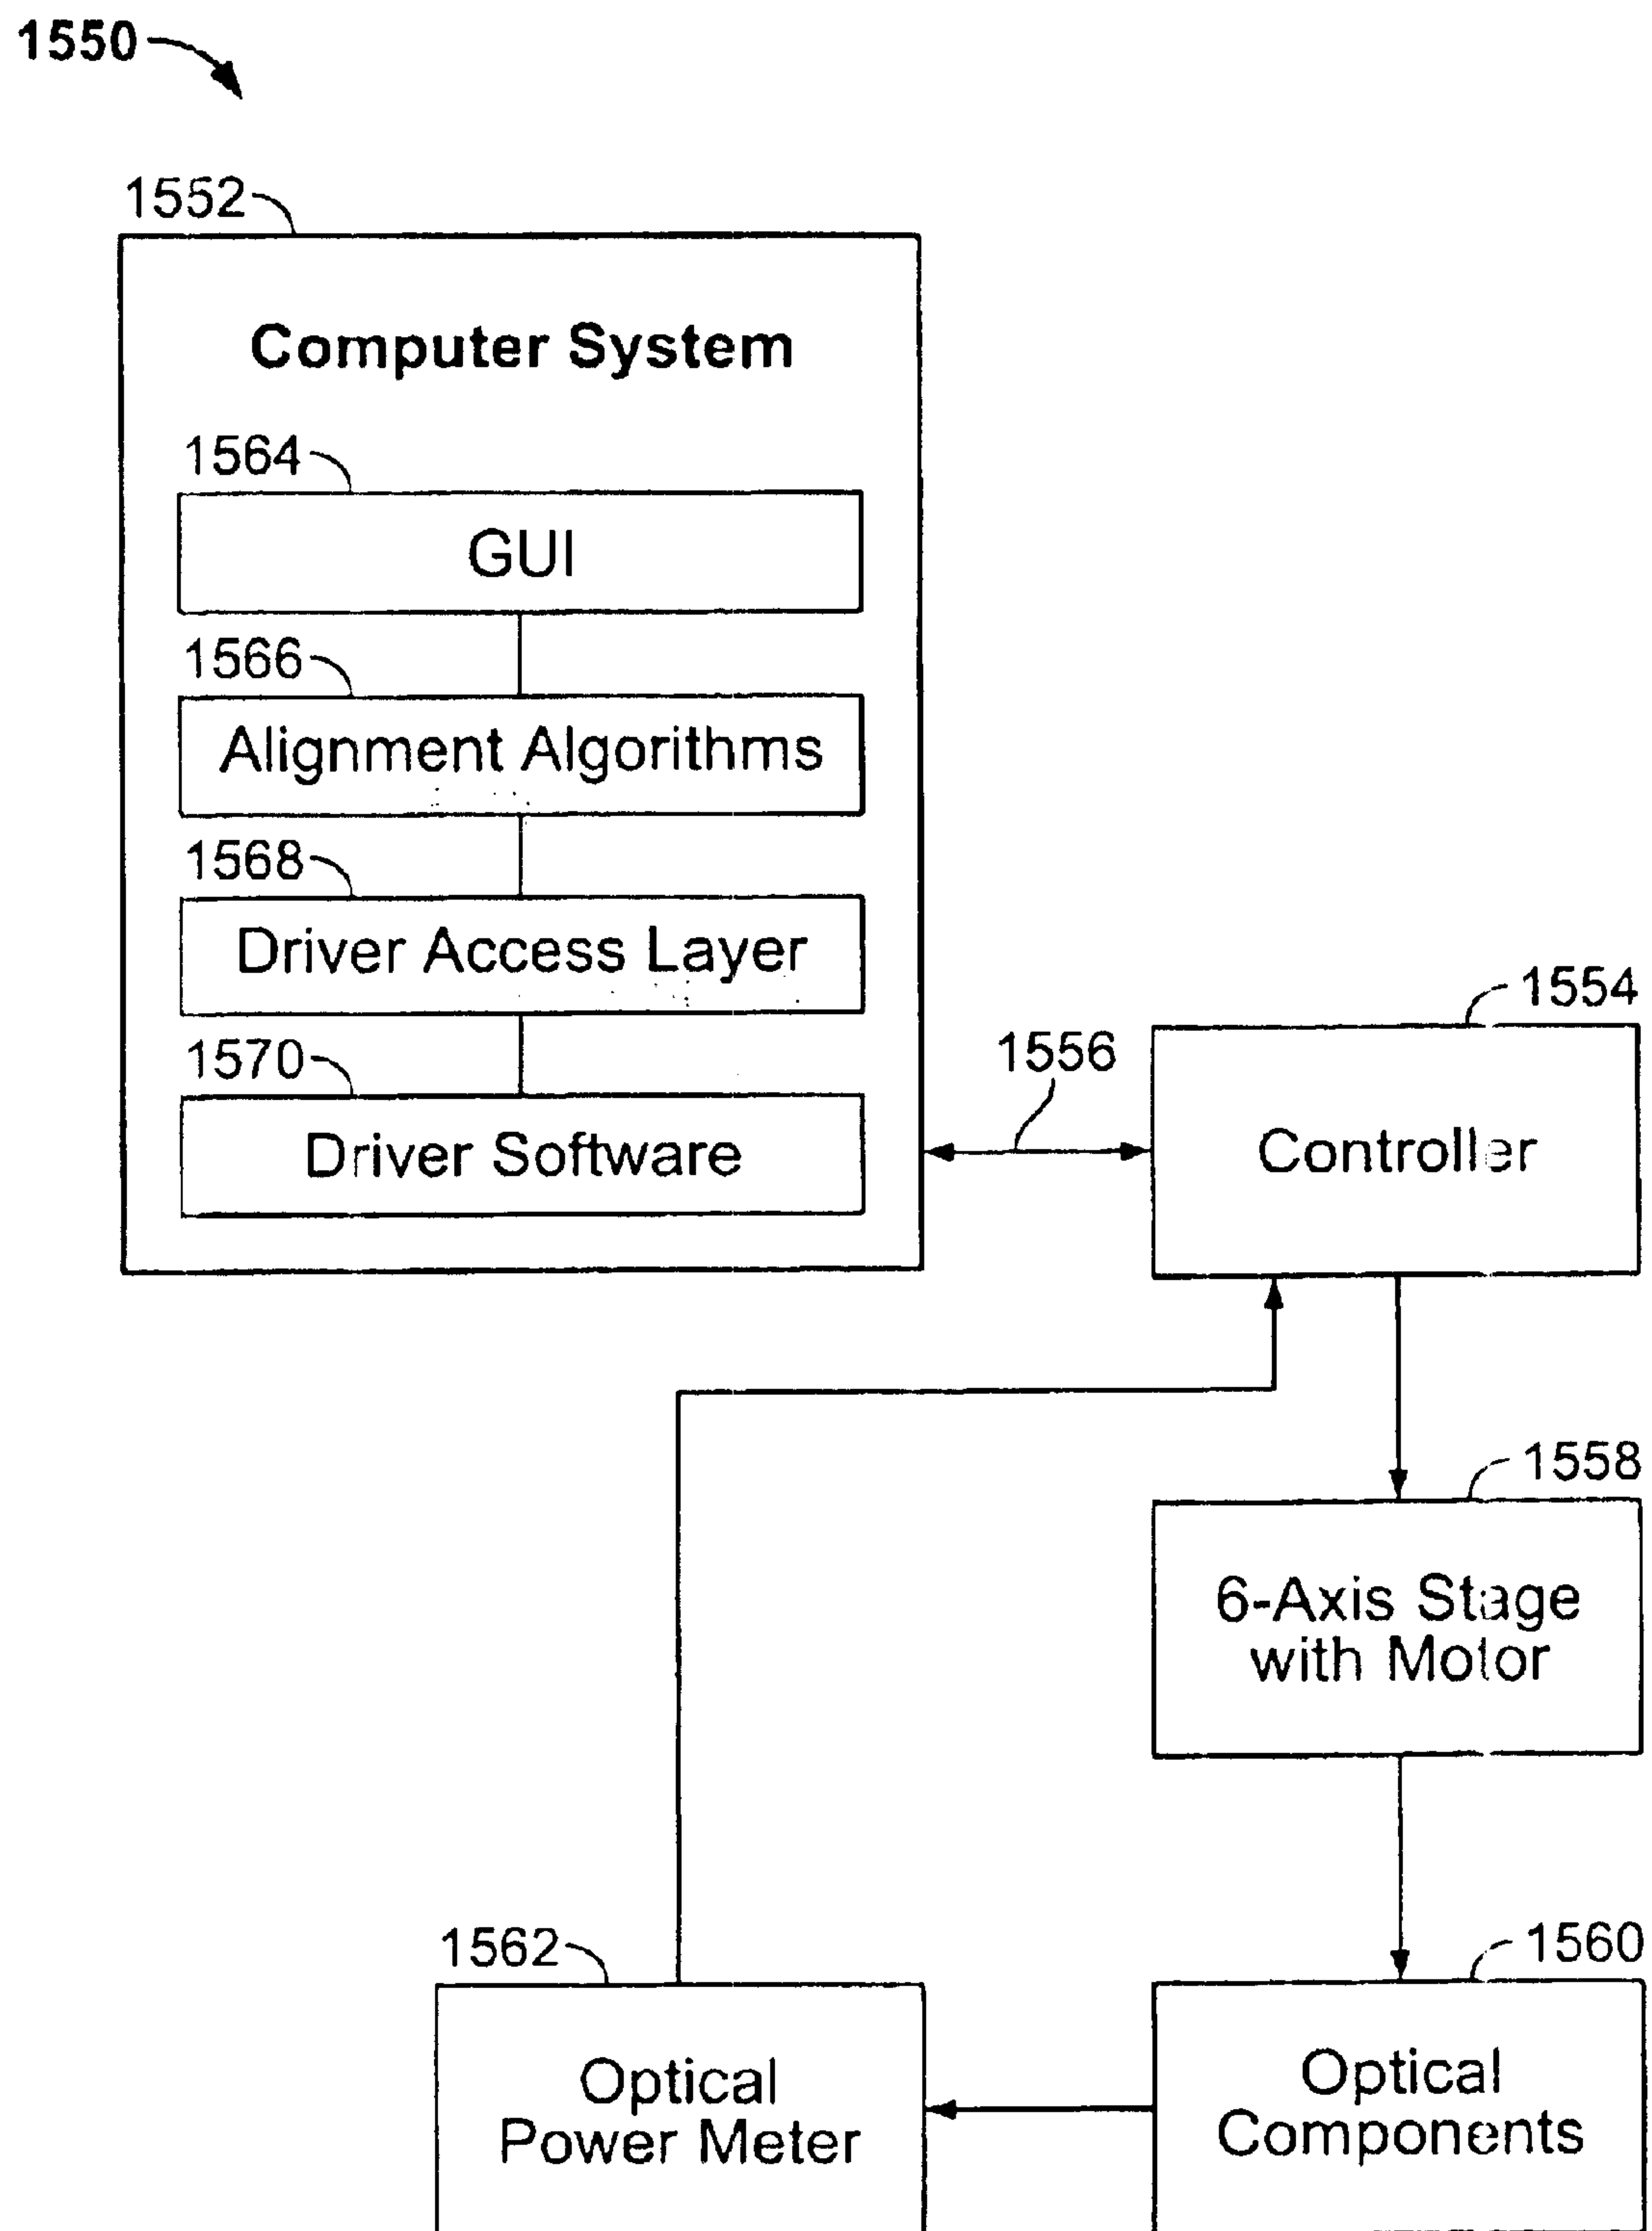 1550
1552
Computer System
1564
GUI
1566
Alignment Algorithms
1568
Driver Access Layer
1570
Driver Software
1556
1554
Controller
1558
6-Axis Stage
with Motor
1562
Optical
Power Meter
1560
Optical
Components